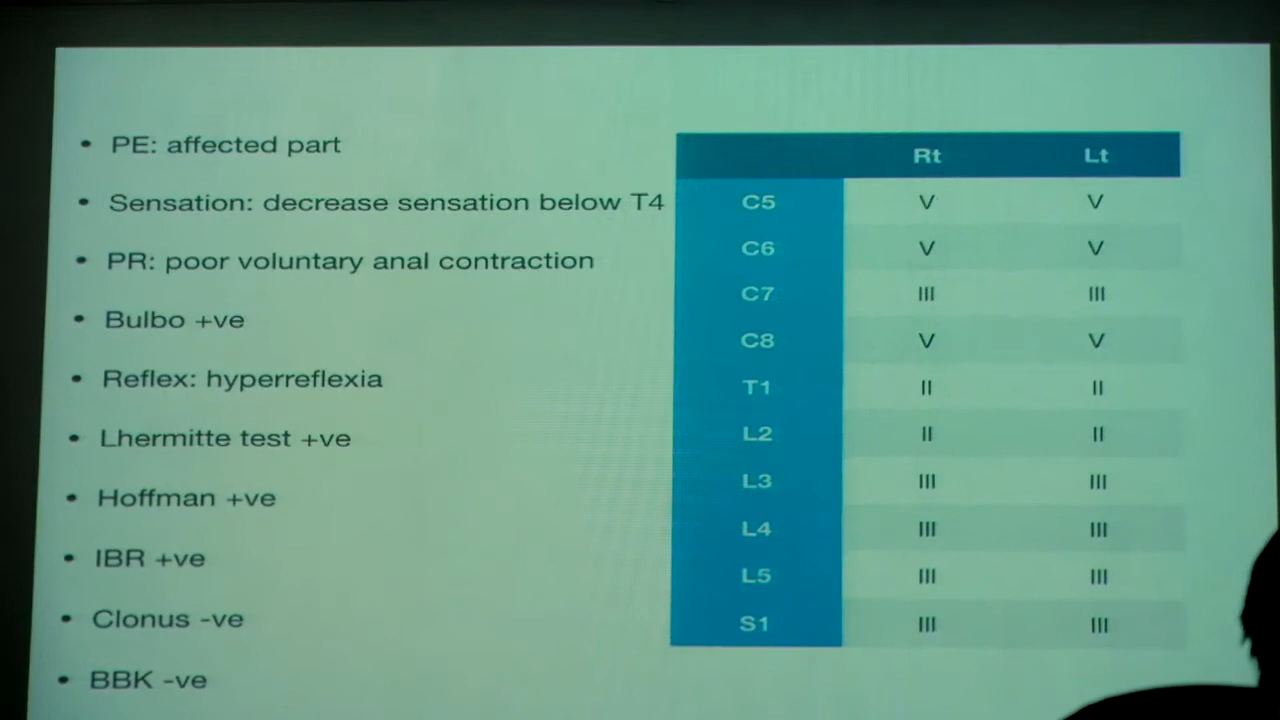 • PE: affected part
• Sensation: decrease sensation below T4
• PR: poor voluntary anal contraction
• Bulbo +ve
• Reflex: hyperreflexia
• Lhermitte test +ve
• Hoffman +ve
• IBR +ve
• Clonus -ve
• BBK -ve
Rt Lt
C5 V V
C6 V V
C7 III III
C8 V V
T1 II II
L2 II II
L3 III III
L4 III III
L5 III III
S1 III III